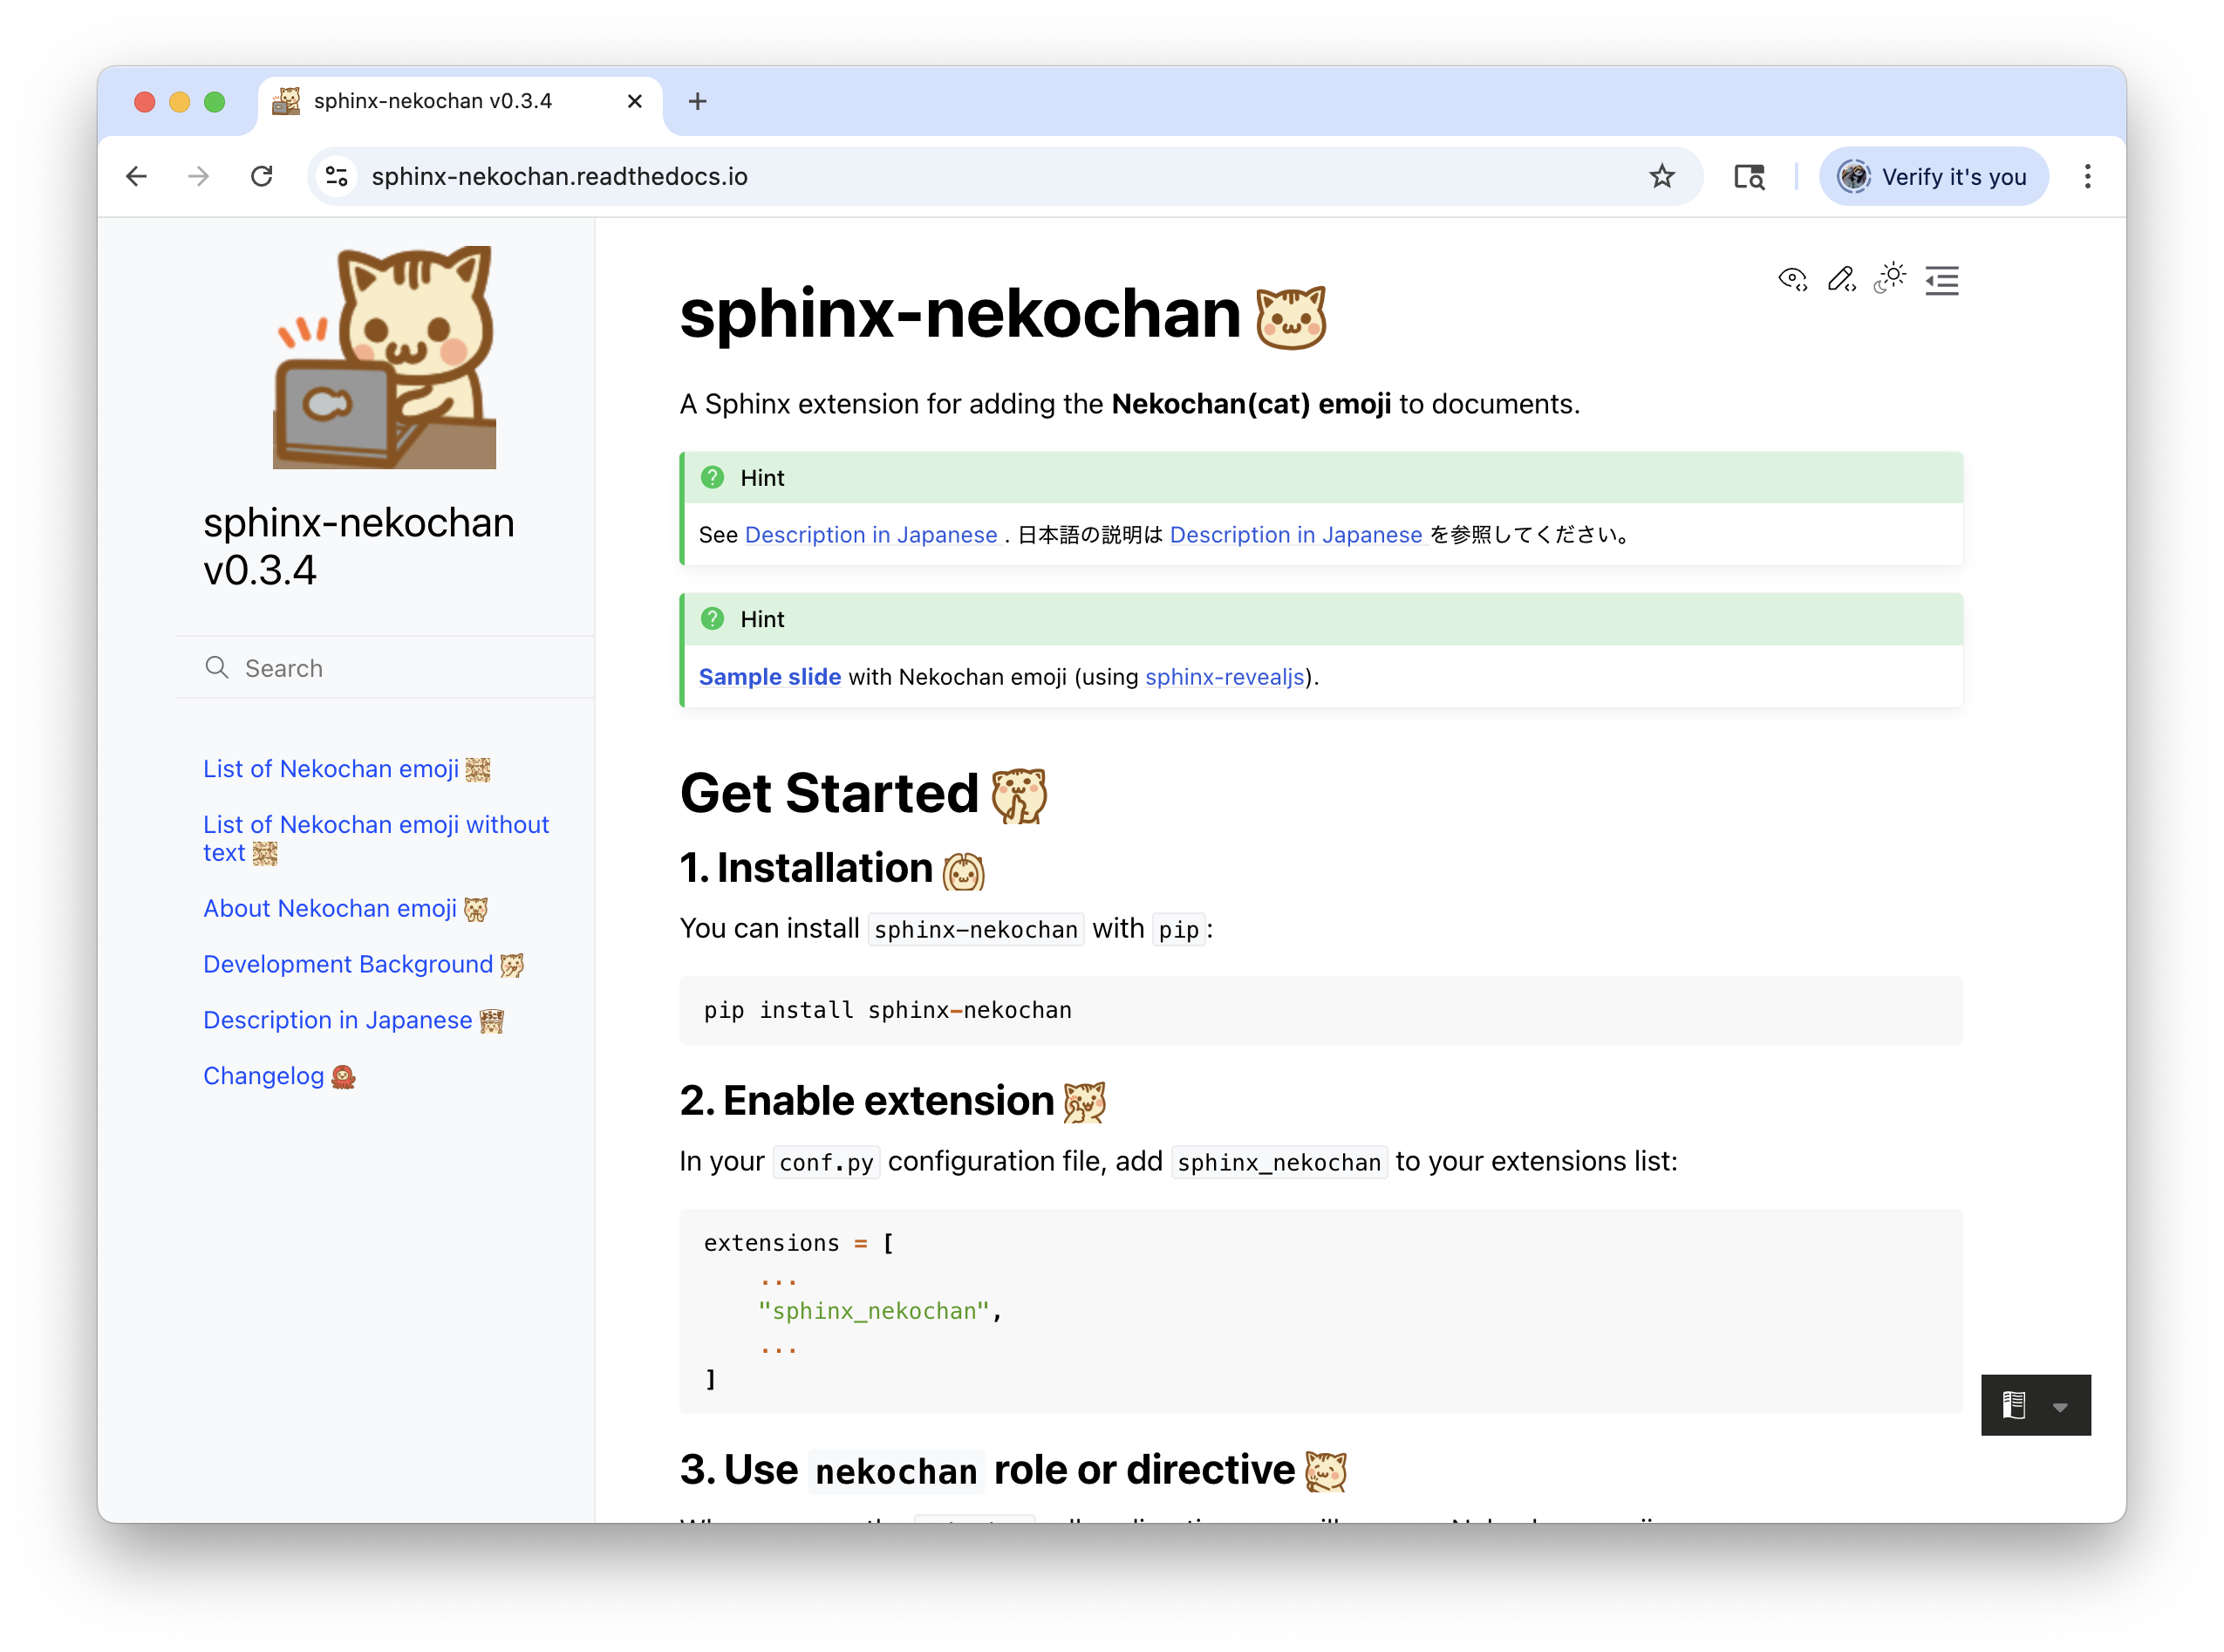 sphinx-nekochan v0.3.4
sphinx-nekochan.readthedocs.io
Verify it's you
sphinx-nekochan
v0.3.4
Search
List of Nekochan emoji
List of Nekochan emoji without
text
About Nekochan emoji
Development Background
Description in Japanese
Changelog
sphinx-nekochan
A Sphinx extension for adding the Nekochan(cat) emoji to documents.
Hint
See Description in Japanese . 日本語の説明は Description in Japanese を参照してください。
Hint
Sample slide with Nekochan emoji (using sphinx-revealjs).
Get Started
1. Installation
You can install sphinx-nekochan with pip:
pip install sphinx-nekochan
2. Enable extension
In your conf.py configuration file, add sphinx_nekochan to your extensions list:
extensions = [
    ...
    "sphinx_nekochan",
    ...
]
3. Use nekochan role or directive